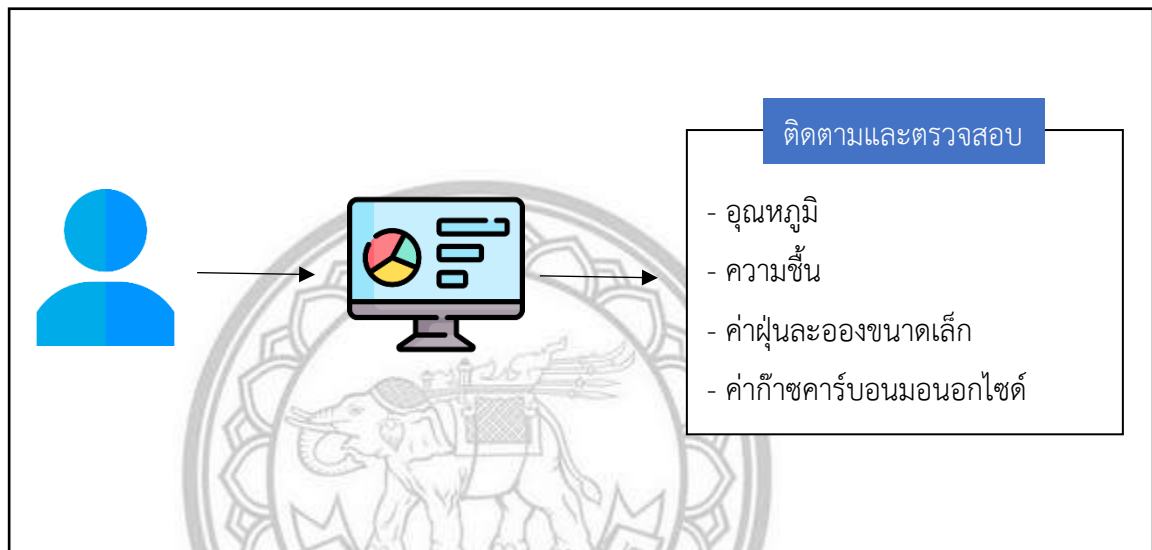 ติดตามและตรวจสอบ
- อุณหภูมิ
- ความชื้น
- ค่าฝุ่นละอองขนาดเล็ก
- ค่าก๊าซคาร์บอนมอนอกไซด์